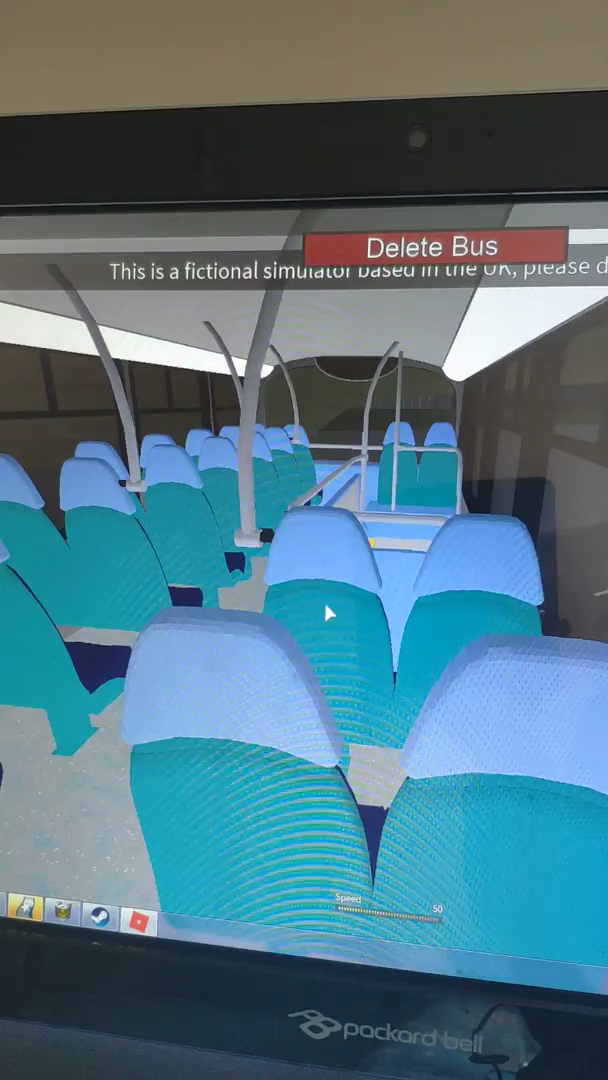 Delete Bus
This is a fictional simulator based in the UK, please d
Speed
50
packard bell